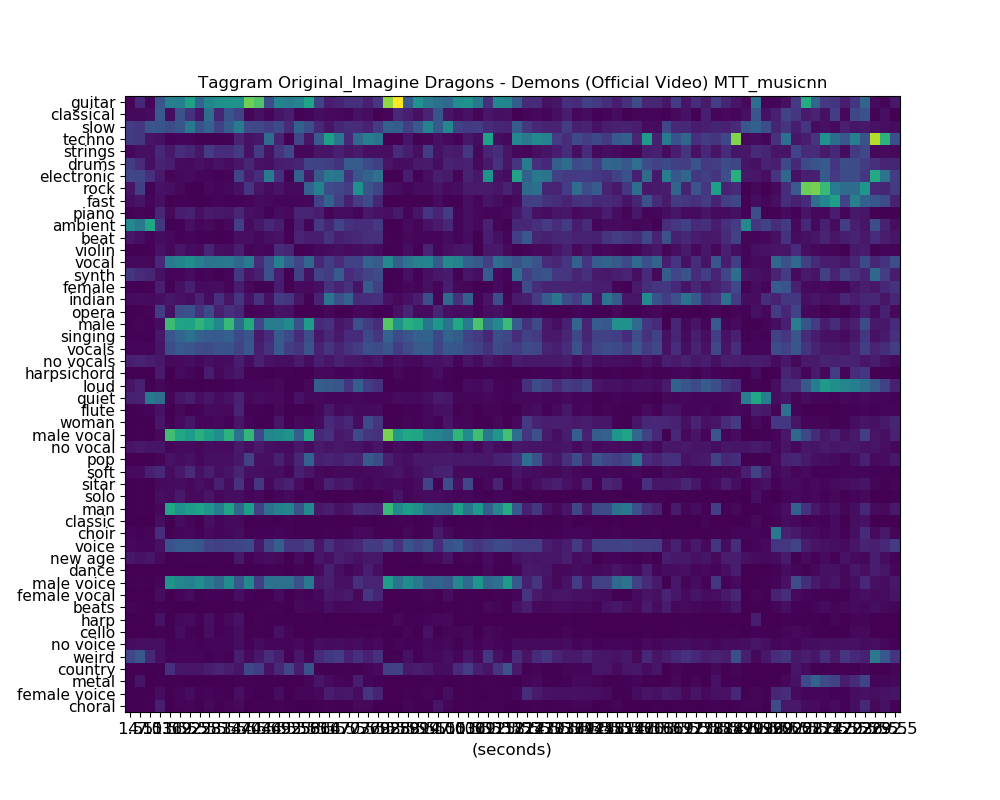 Taggram Original_Imagine Dragons - Demons (Official Video) MTT_musicnn
guitar
classical
slow
techno
strings
drums
electronic
rock
fast
piano
ambient
beat
violin
vocal
synth
female
indian
opera
male
singing
vocals
no vocals
harpsichord
loud
quiet
flute
woman
male vocal
no vocal
pop
soft
sitar
solo
man
classic
choir
voice
new age
dance
male voice
female vocal
beats
harp
cello
no voice
weird
country
metal
female voice
choral
(seconds)